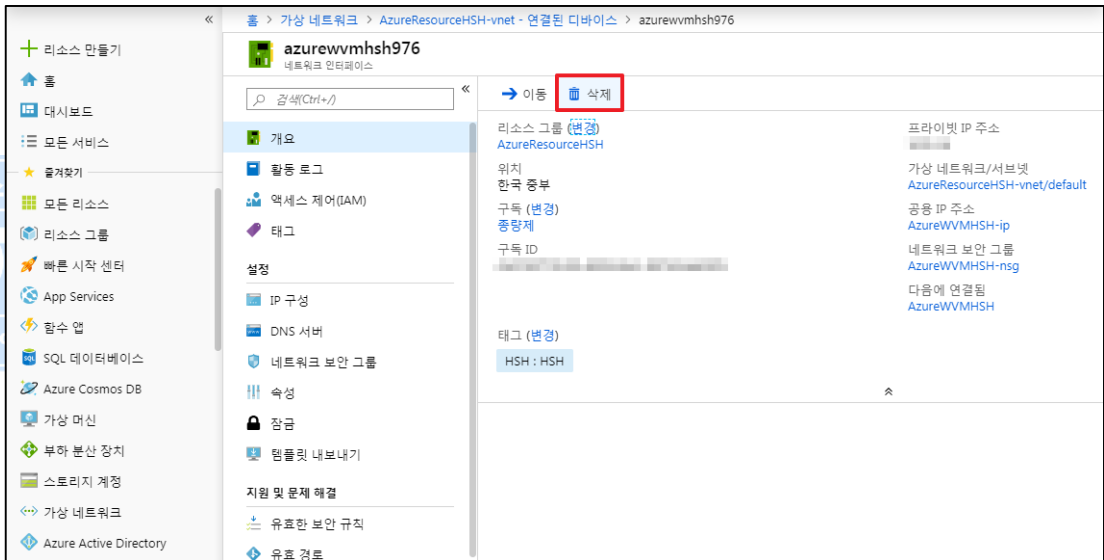 홈 > 가상 네트워크 > AzureResourceHSH-vnet - 연결된 디바이스 > azurewvmhsh976
azurewvmhsh976
네트워크 인터페이스
리소스 만들기
홈
대시보드
모든 서비스
즐겨찾기
모든 리소스
리소스 그룹
빠른 시작 센터
App Services
함수 앱
SQL 데이터베이스
Azure Cosmos DB
가상 머신
부하 분산 장치
스토리지 계정
가상 네트워크
Azure Active Directory
검색(Ctrl+/)
개요
활동 로그
액세스 제어(IAM)
태그
설정
IP 구성
DNS 서버
네트워크 보안 그룹
속성
잠금
템플릿 내보내기
지원 및 문제 해결
유효한 보안 규칙
유효 경로
이동
삭제
리소스 그룹 (변경)
AzureResourceHSH
위치
한국 중부
구독 (변경)
종량제
구독 ID
태그 (변경)
HSH : HSH
프라이빗 IP 주소
가상 네트워크/서브넷
AzureResourceHSH-vnet/default
공용 IP 주소
AzureWVMHSH-ip
네트워크 보안 그룹
AzureWVMHSH-nsg
다음에 연결됨
AzureWVMHSH